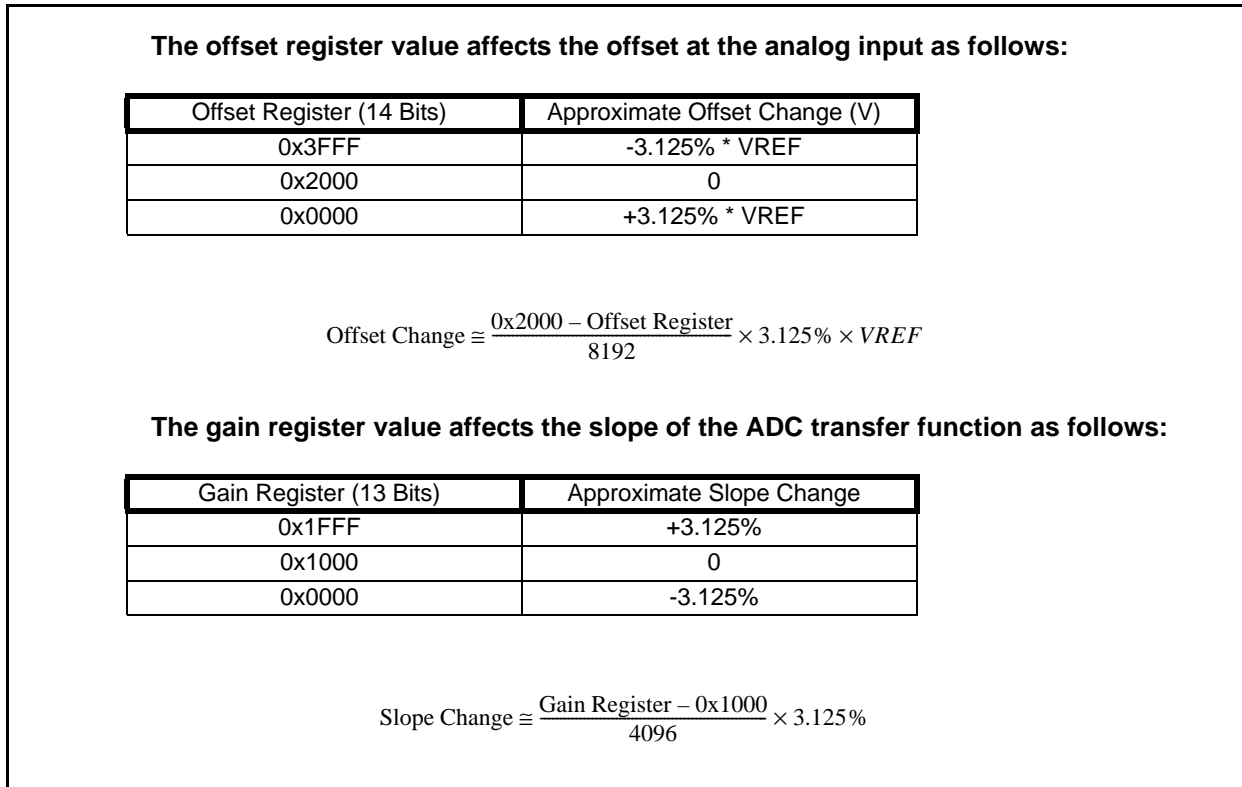 The offset register value affects the offset at the analog input as follows:
Offset Register (14 Bits) Approximate Offset Change (V)
0x3FFF -3.125% * VREF
0x2000 0
0x0000 +3.125% * VREF
Offset Change ≅ 0x2000 – Offset Register / 8192 × 3.125% × VREF
The gain register value affects the slope of the ADC transfer function as follows:
Gain Register (13 Bits) Approximate Slope Change
0x1FFF +3.125%
0x1000 0
0x0000 -3.125%
Slope Change ≅ Gain Register – 0x1000 / 4096 × 3.125%